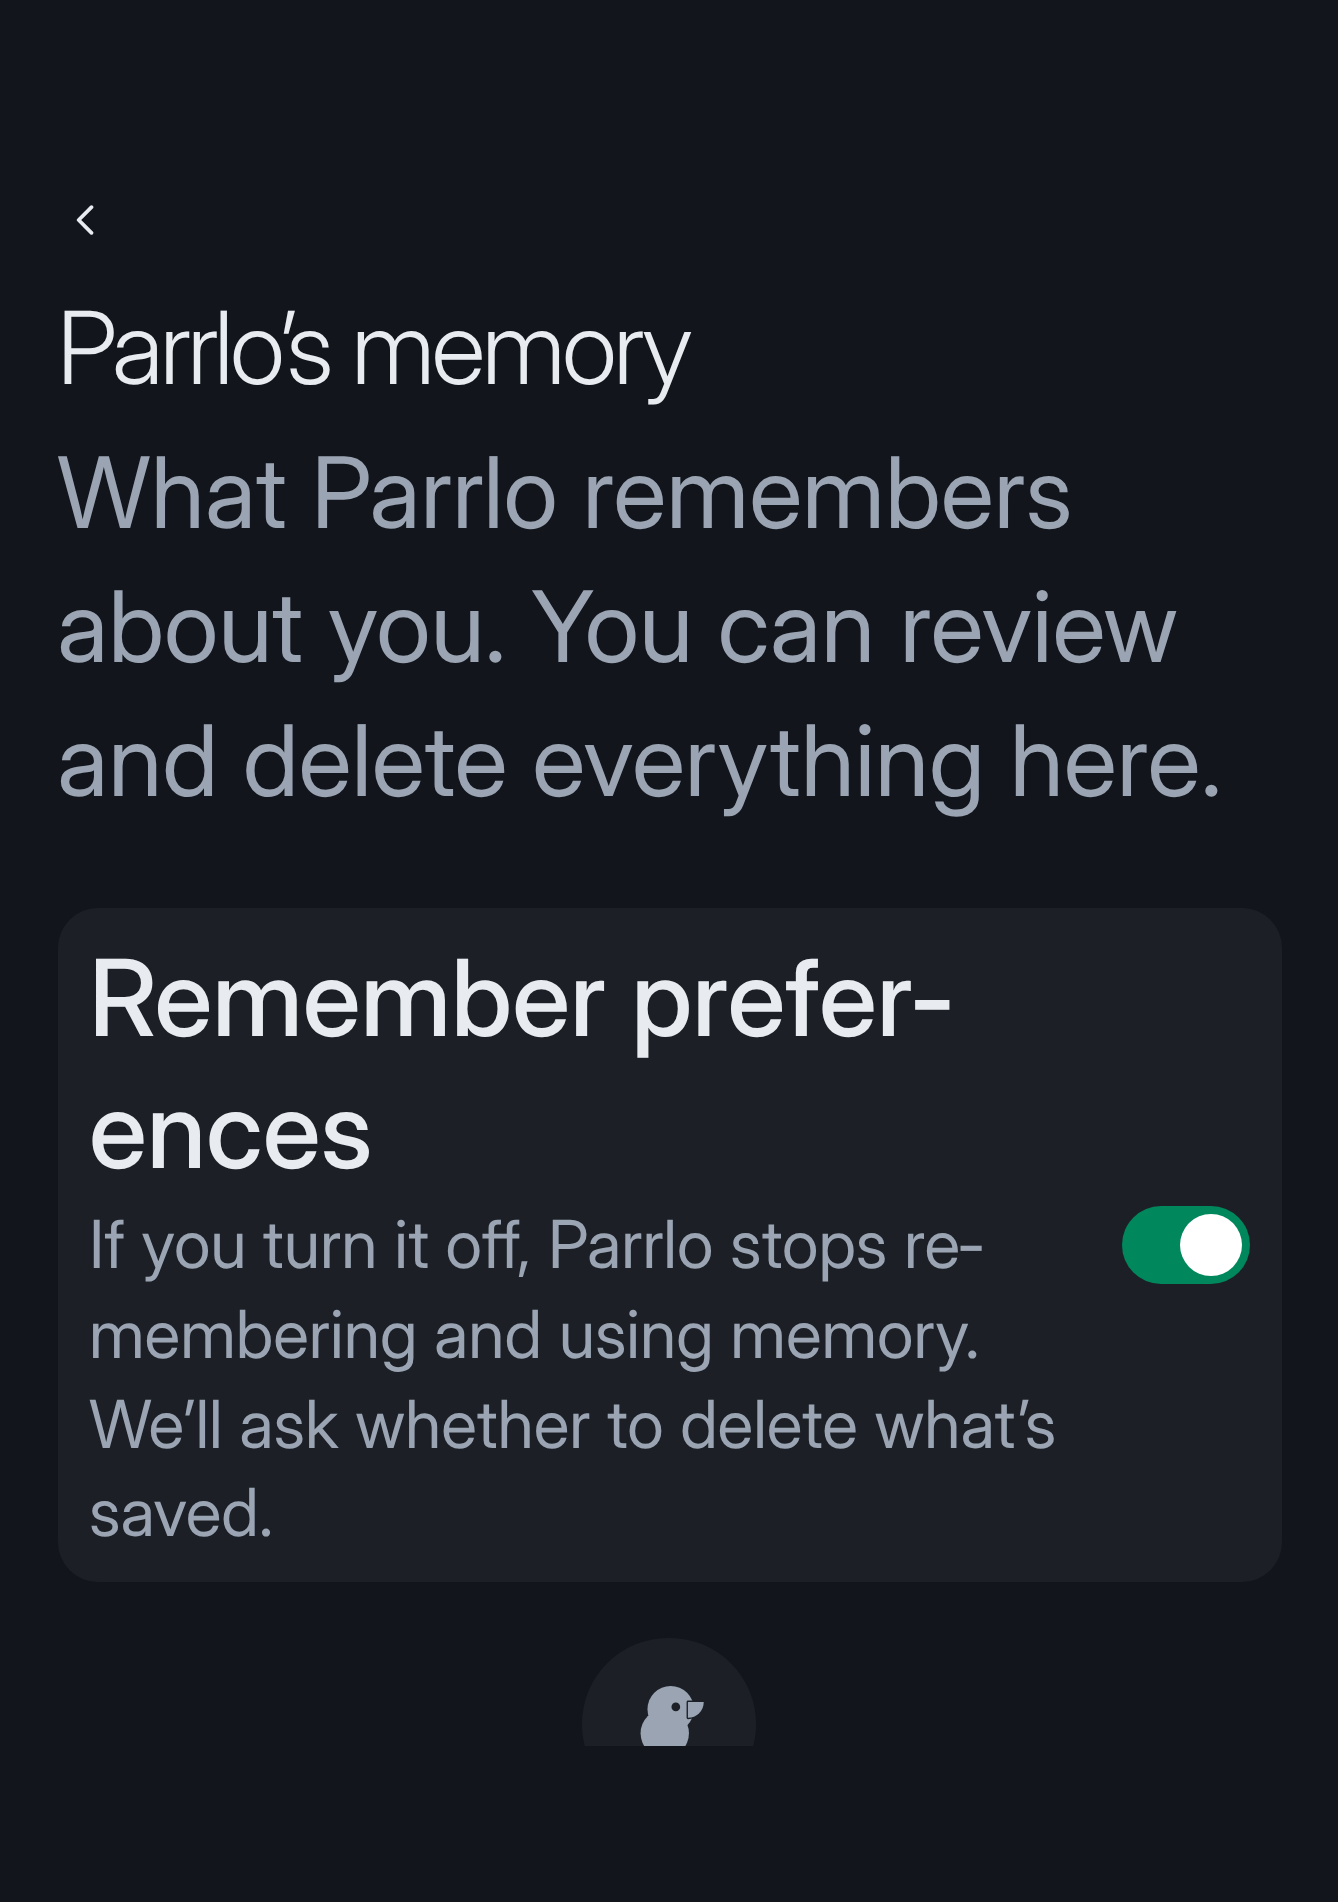 Parrlo’s memory
What Parrlo remembers
about you. You can review
and delete everything here.
Remember prefer-
ences
If you turn it off, Parrlo stops re-
membering and using memory.
We’ll ask whether to delete what’s
saved.